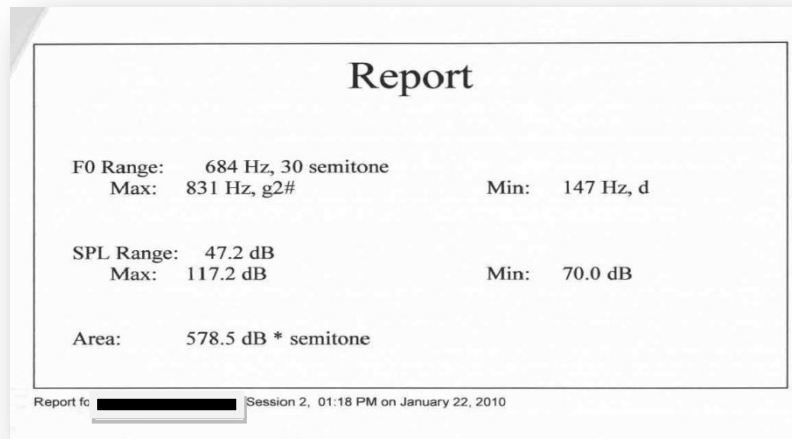 Report
F0 Range: 684 Hz, 30 semitone
Max: 831 Hz, g2# Min: 147 Hz, d
SPL Range: 47.2 dB
Max: 117.2 dB Min: 70.0 dB
Area: 578.5 dB * semitone
Report fo Session 2, 01:18 PM on January 22, 2010